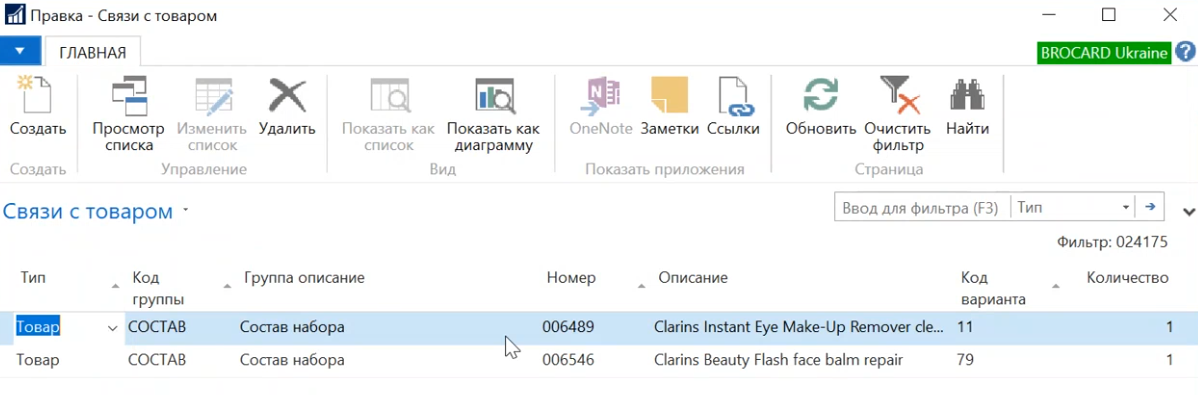 Правка - Связи с товаром
ГЛАВНАЯ
BROCARD Ukraine
?
Создать
Просмотр списка
Изменить список
Удалить
Показать как список
Показать как диаграмму
OneNote
Заметки
Ссылки
Обновить
Очистить фильтр
Найти
Создать
Управление
Вид
Показать приложения
Страница
Связи с товаром
Ввод для фильтра (F3)
Тип
Фильтр: 024175
Тип Код группы Группа описание Номер Описание Код варианта Количество
Товар СОСТАВ Состав набора 006489 Clarins Instant Eye Make-Up Remover cle... 11 1
Товар СОСТАВ Состав набора 006546 Clarins Beauty Flash face balm repair 79 1